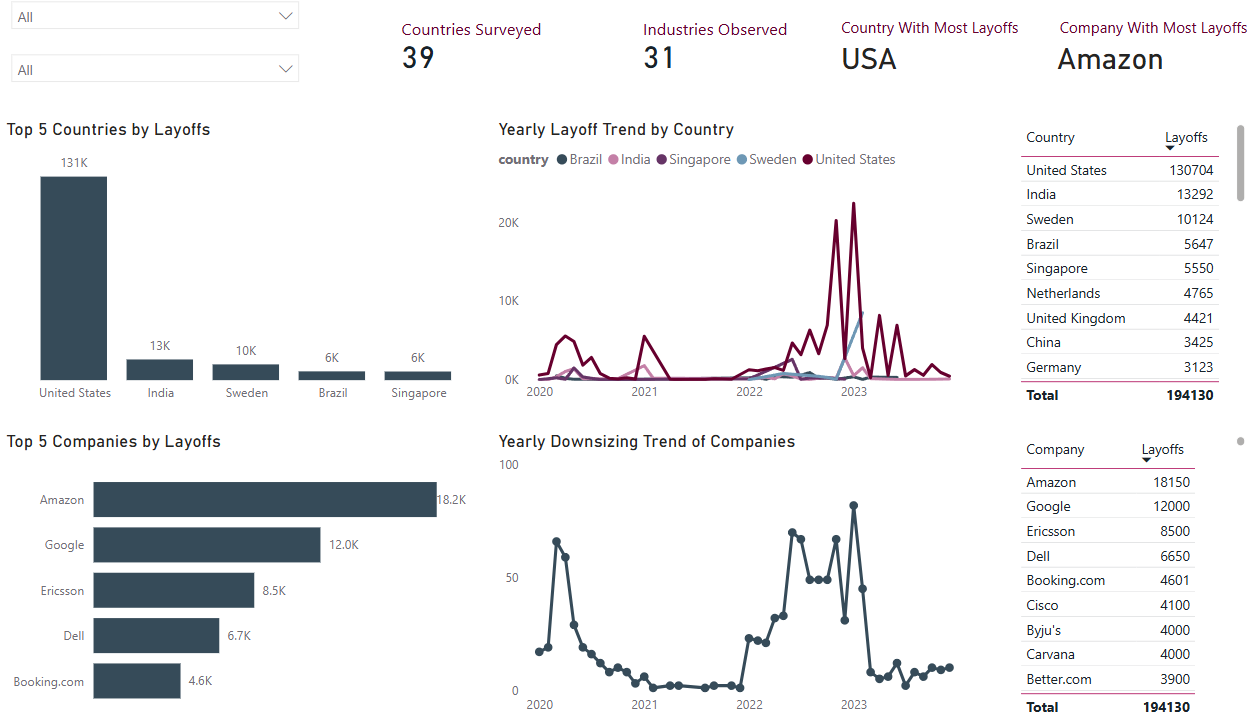 All
All
Countries Surveyed
39
Industries Observed
31
Country With Most Layoffs
USA
Company With Most Layoffs
Amazon
Top 5 Countries by Layoffs
131K
13K
10K
6K
6K
United States India Sweden Brazil Singapore
Yearly Layoff Trend by Country
country Brazil India Singapore Sweden United States
20K
10K
0K
2020 2021 2022 2023
Country Layoffs
United States 130704
India 13292
Sweden 10124
Brazil 5647
Singapore 5550
Netherlands 4765
United Kingdom 4421
China 3425
Germany 3123
Total 194130
Top 5 Companies by Layoffs
Amazon 18.2K
Google 12.0K
Ericsson 8.5K
Dell 6.7K
Booking.com 4.6K
Yearly Downsizing Trend of Companies
100
50
0
2020 2021 2022 2023
Company Layoffs
Amazon 18150
Google 12000
Ericsson 8500
Dell 6650
Booking.com 4601
Cisco 4100
Byju's 4000
Carvana 4000
Better.com 3900
Total 194130